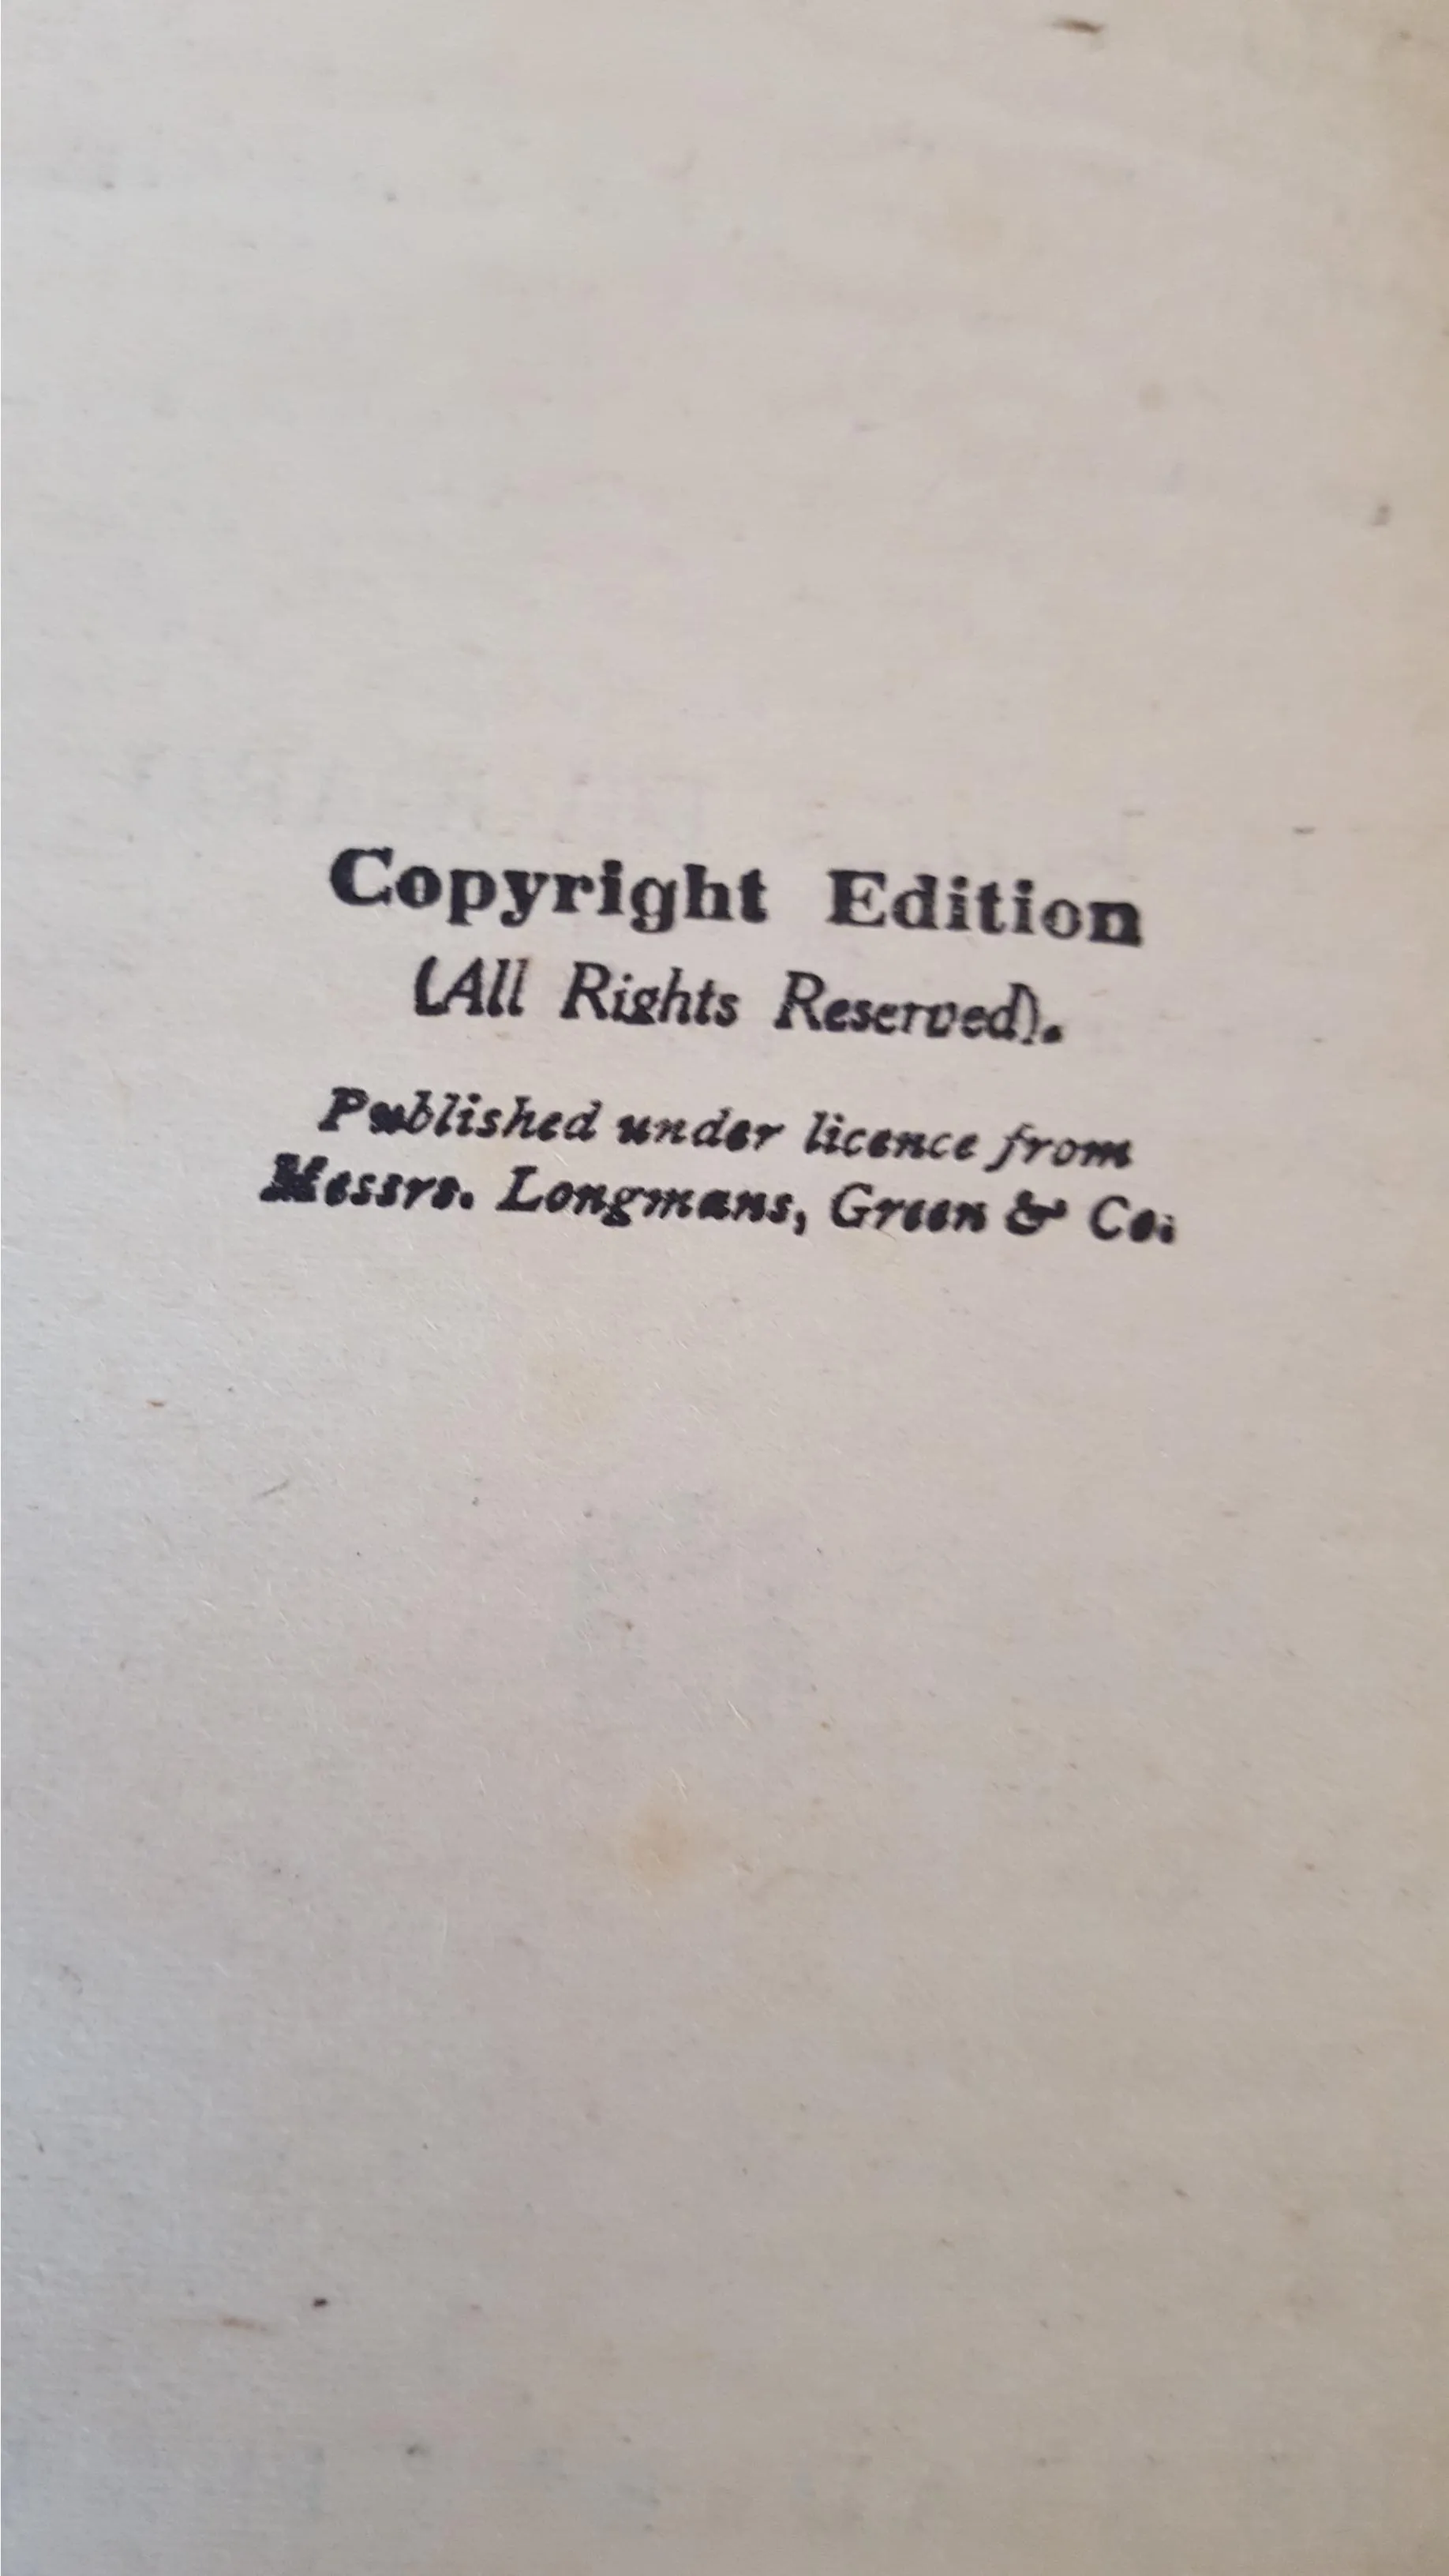 Copyright Edition
(All Rights Reserved).
Published under licence from
Messrs. Longmans, Green & Co.